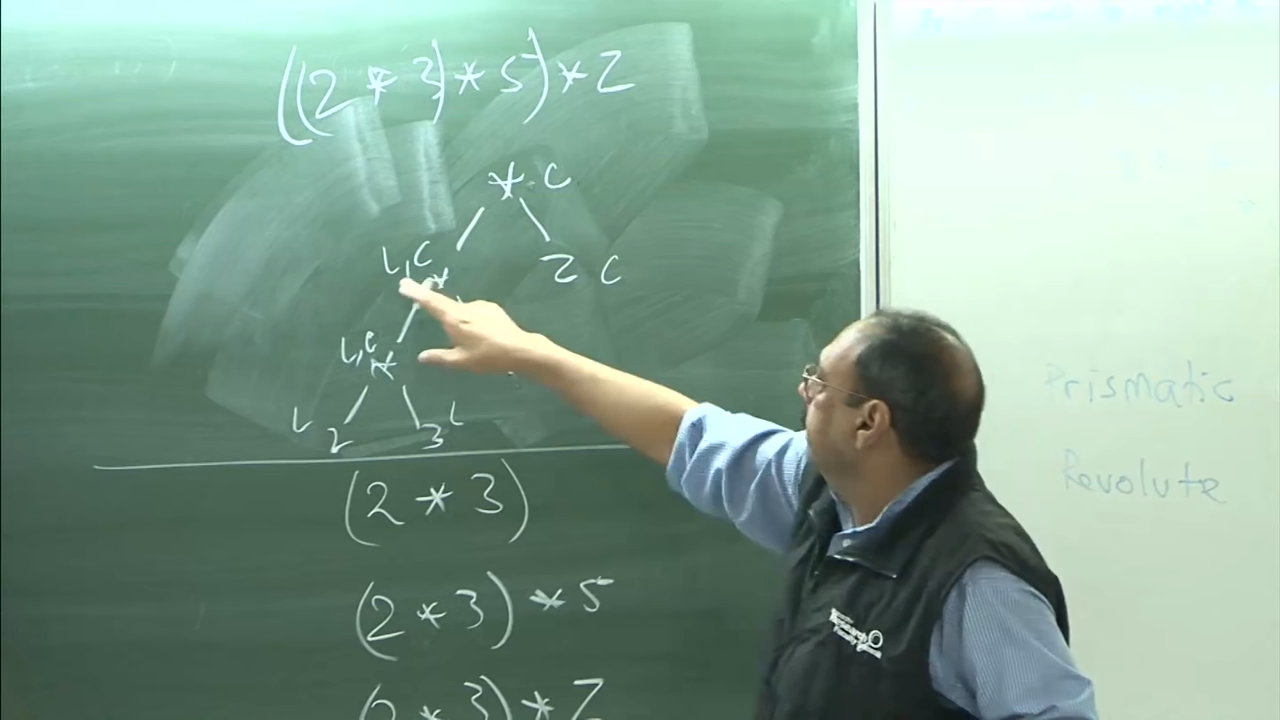 ((2 * 3) * 5) * 2
* C
L,C *
2 C
L,C *
L 2
3 L
(2 * 3)
(2 * 3) * 5
(2 * 3) * 2
Prismatic
Revolute